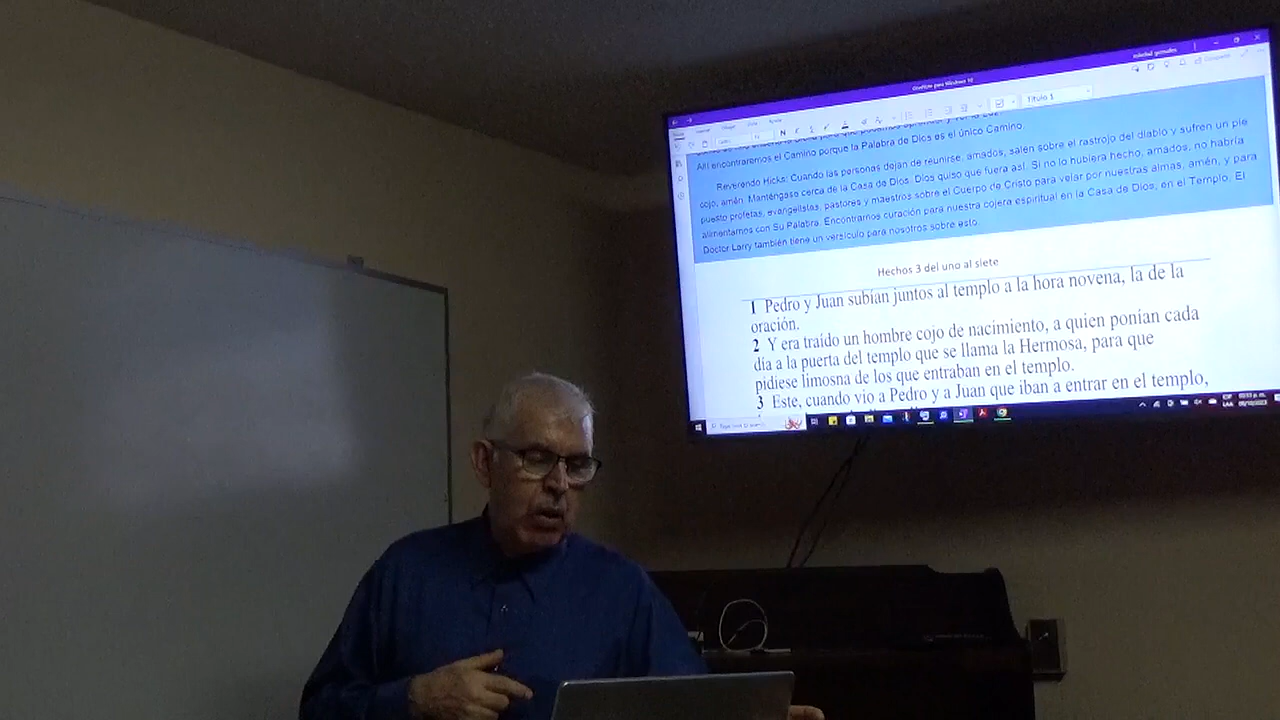 OneNote para Windows 10
Título 1
Allí encontraremos el Camino porque la Palabra de Dios es el único Camino.
Reverendo Hicks: Cuando las personas dejan de reunirse, amados, salen sobre el rastrojo del diablo y sufren un pie
cojo, amén. Manténgase cerca de la Casa de Dios. Dios quiso que fuera así. Si no lo hubiera hecho, amados, no habría
puesto profetas, evangelistas, pastores y maestros sobre el Cuerpo de Cristo para velar por nuestras almas, amén, y para
alimentarnos con Su Palabra. Encontramos curación para nuestra cojera espiritual en la Casa de Dios, en el Templo. El
Doctor Larry también tiene un versículo para nosotros sobre esto.
Hechos 3 del uno al siete
1 Pedro y Juan subían juntos al templo a la hora novena, la de la
oración.
2 Y era traído un hombre cojo de nacimiento, a quien ponían cada
día a la puerta del templo que se llama la Hermosa, para que
pidiese limosna de los que entraban en el templo.
3 Este, cuando vio a Pedro y a Juan que iban a entrar en el templo,